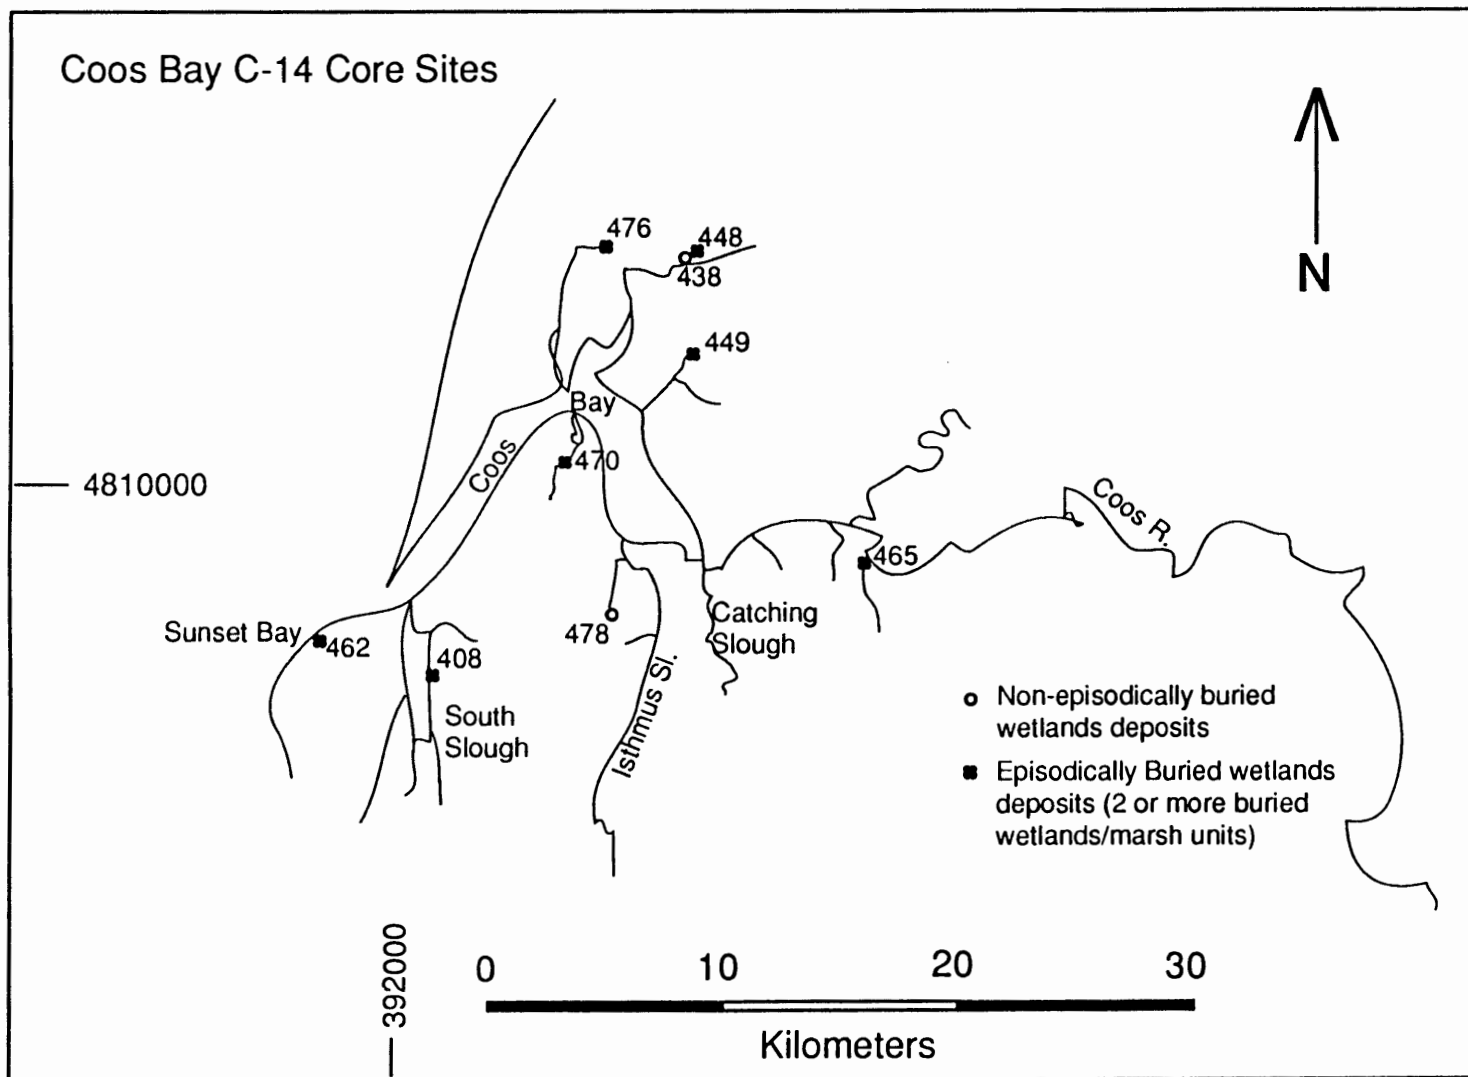 Coos Bay C-14 Core Sites
N
476
448
438
449
Bay
Coos
470
4810000
Coos R.
465
Sunset Bay
462
408
478
Catching
Slough
South
Slough
Isthmus Sl.
Non-episodically buried
wetlands deposits
Episodically Buried wetlands
deposits (2 or more buried
wetlands/marsh units)
392000
0 10 20 30
Kilometers